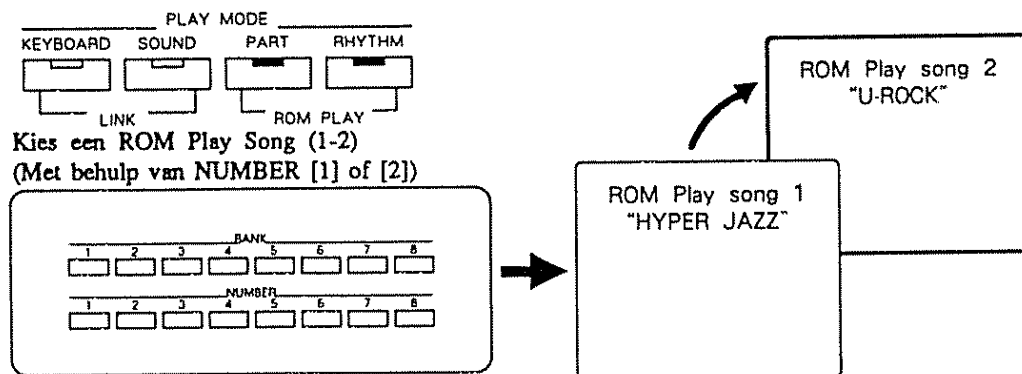 PLAY MODE
KEYBOARD SOUND PART RHYTHM
LINK ROM PLAY
Kies een ROM Play Song (1-2)
(Met behulp van NUMBER [1] of [2])
BANK
1 2 3 4 5 6 7 8
NUMBER
1 2 3 4 5 6 7 8
ROM Play song 1
"HYPER JAZZ"
ROM Play song 2
"U-ROCK"